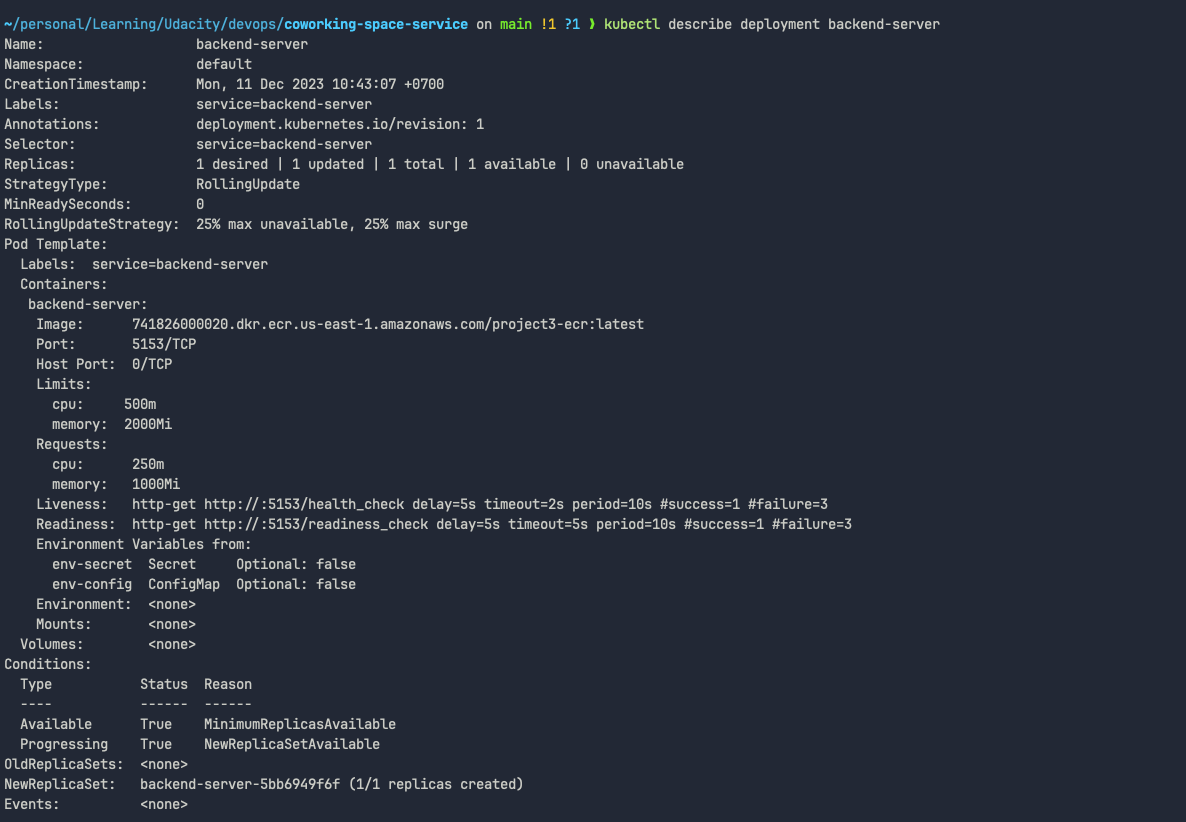 ~/personal/Learning/Udacity/devops/coworking-space-service on main !1 ?1 ❯ kubectl describe deployment backend-server
Name:                   backend-server
Namespace:              default
CreationTimestamp:      Mon, 11 Dec 2023 10:43:07 +0700
Labels:                 service=backend-server
Annotations:            deployment.kubernetes.io/revision: 1
Selector:               service=backend-server
Replicas:               1 desired | 1 updated | 1 total | 1 available | 0 unavailable
StrategyType:           RollingUpdate
MinReadySeconds:        0
RollingUpdateStrategy:  25% max unavailable, 25% max surge
Pod Template:
  Labels:  service=backend-server
  Containers:
   backend-server:
    Image:      741826000020.dkr.ecr.us-east-1.amazonaws.com/project3-ecr:latest
    Port:       5153/TCP
    Host Port:  0/TCP
    Limits:
      cpu:     500m
      memory:  2000Mi
    Requests:
      cpu:      250m
      memory:   1000Mi
    Liveness:   http-get http://:5153/health_check delay=5s timeout=2s period=10s #success=1 #failure=3
    Readiness:  http-get http://:5153/readiness_check delay=5s timeout=5s period=10s #success=1 #failure=3
    Environment Variables from:
      env-secret  Secret     Optional: false
      env-config  ConfigMap  Optional: false
    Environment:  <none>
    Mounts:       <none>
  Volumes:        <none>
Conditions:
  Type           Status  Reason
  ----           ------  ------
  Available      True    MinimumReplicasAvailable
  Progressing    True    NewReplicaSetAvailable
OldReplicaSets:  <none>
NewReplicaSet:   backend-server-5bb6949f6f (1/1 replicas created)
Events:          <none>